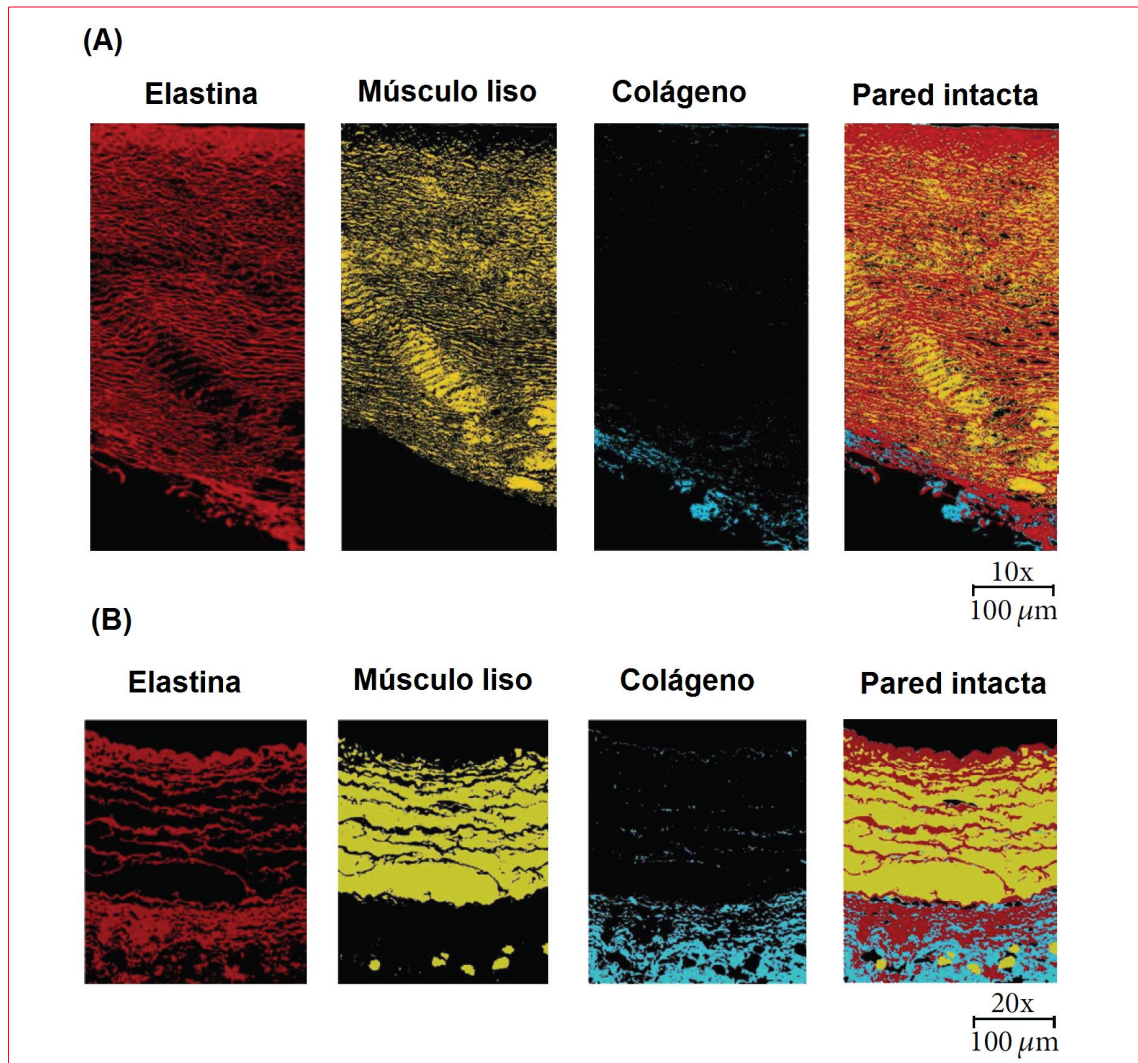 (A)
Elastina Músculo liso Colágeno Pared intacta
10x
100 μm
(B)
Elastina Músculo liso Colágeno Pared intacta
20x
100 μm